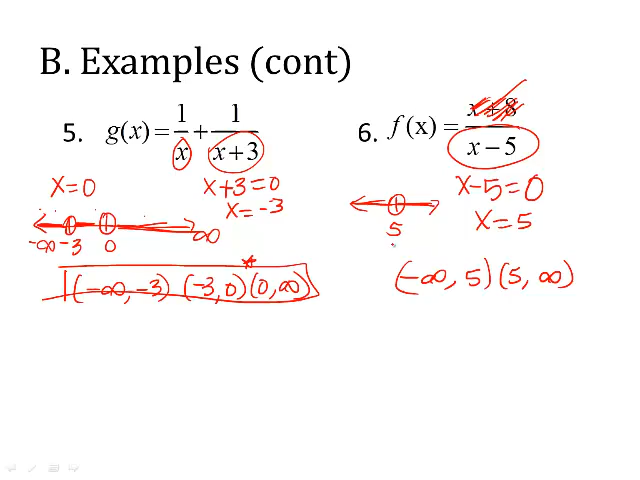 B. Examples (cont)
5. g(x) = 1/x + 1/(x+3)
x=0
x+3=0
x=-3
-∞ -3 0 ∞
(-∞, -3) (-3, 0)*(0, ∞)
6. f(x) = (x+8)/(x-5)
x-5=0
x=5
5
(-∞, 5)(5, ∞)